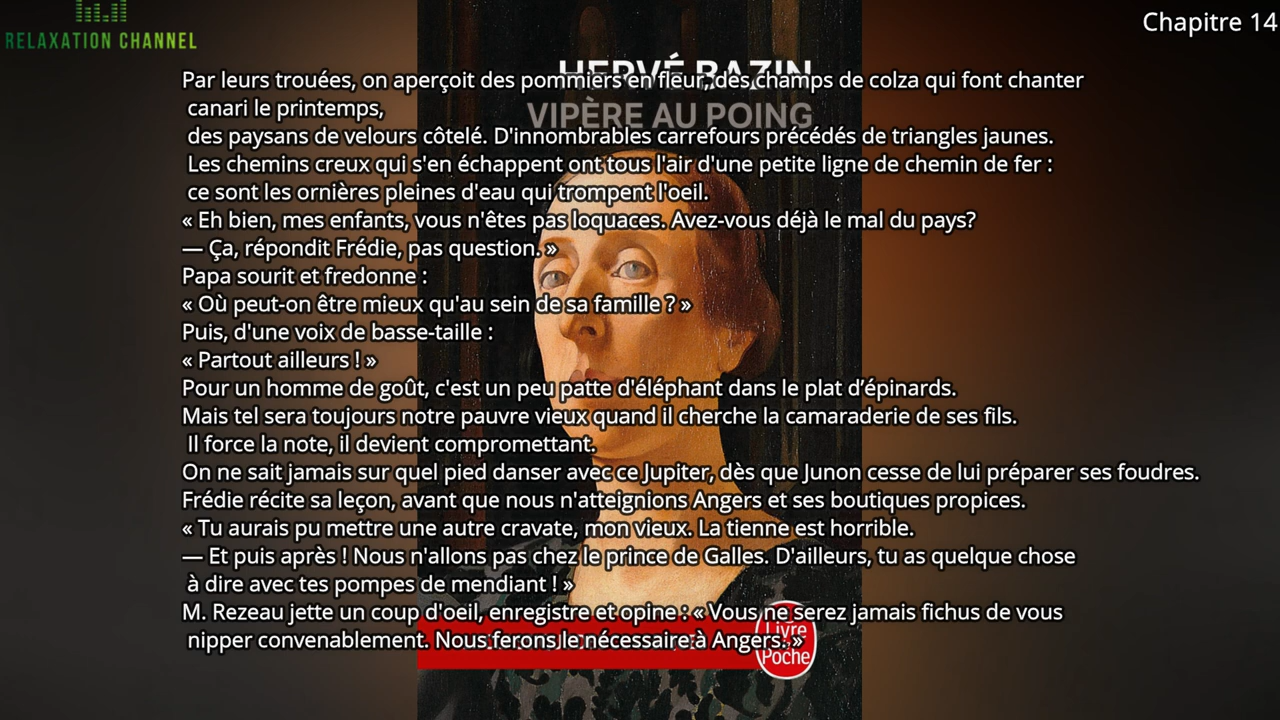 RELAXATION CHANNEL
Chapitre 14
HERVÉ BAZIN
VIPÈRE AU POING
Par leurs trouées, on aperçoit des pommiers en fleur, des champs de colza qui font chanter
canari le printemps,
des paysans de velours côtelé. D'innombrables carrefours précédés de triangles jaunes.
Les chemins creux qui s'en échappent ont tous l'air d'une petite ligne de chemin de fer :
ce sont les ornières pleines d'eau qui trompent l'oeil.
« Eh bien, mes enfants, vous n'êtes pas loquaces. Avez-vous déjà le mal du pays?
— Ça, répondit Frédie, pas question. »
Papa sourit et fredonne :
« Où peut-on être mieux qu'au sein de sa famille ? »
Puis, d'une voix de basse-taille :
« Partout ailleurs ! »
Pour un homme de goût, c'est un peu patte d'éléphant dans le plat d’épinards.
Mais tel sera toujours notre pauvre vieux quand il cherche la camaraderie de ses fils.
Il force la note, il devient compromettant.
On ne sait jamais sur quel pied danser avec ce Jupiter, dès que Junon cesse de lui préparer ses foudres.
Frédie récite sa leçon, avant que nous n'atteignions Angers et ses boutiques propices.
« Tu aurais pu mettre une autre cravate, mon vieux. La tienne est horrible.
— Et puis après ! Nous n'allons pas chez le prince de Galles. D'ailleurs, tu as quelque chose
à dire avec tes pompes de mendiant ! »
M. Rezeau jette un coup d'oeil, enregistre et opine : « Vous ne serez jamais fichus de vous
nipper convenablement. Nous ferons le nécessaire à Angers. »
Livre
Poche